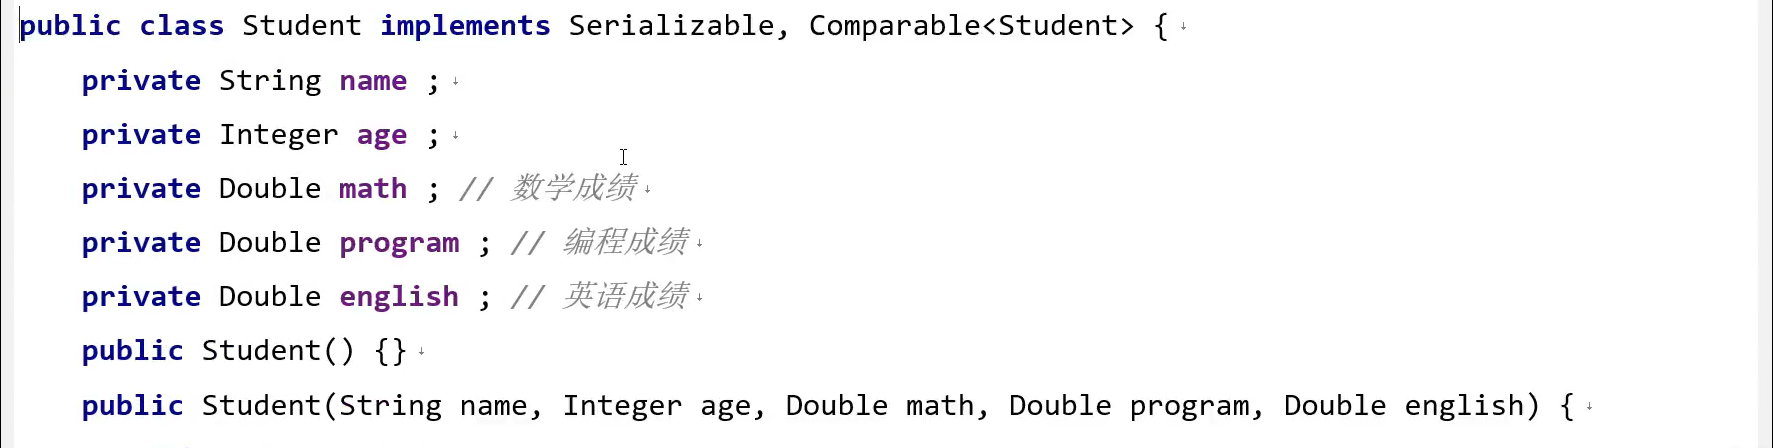 public class Student implements Serializable, Comparable<Student> {
private String name ;
private Integer age ;
private Double math ; // 数学成绩
private Double program ; // 编程成绩
private Double english ; // 英语成绩
public Student() {}
public Student(String name, Integer age, Double math, Double program, Double english) {